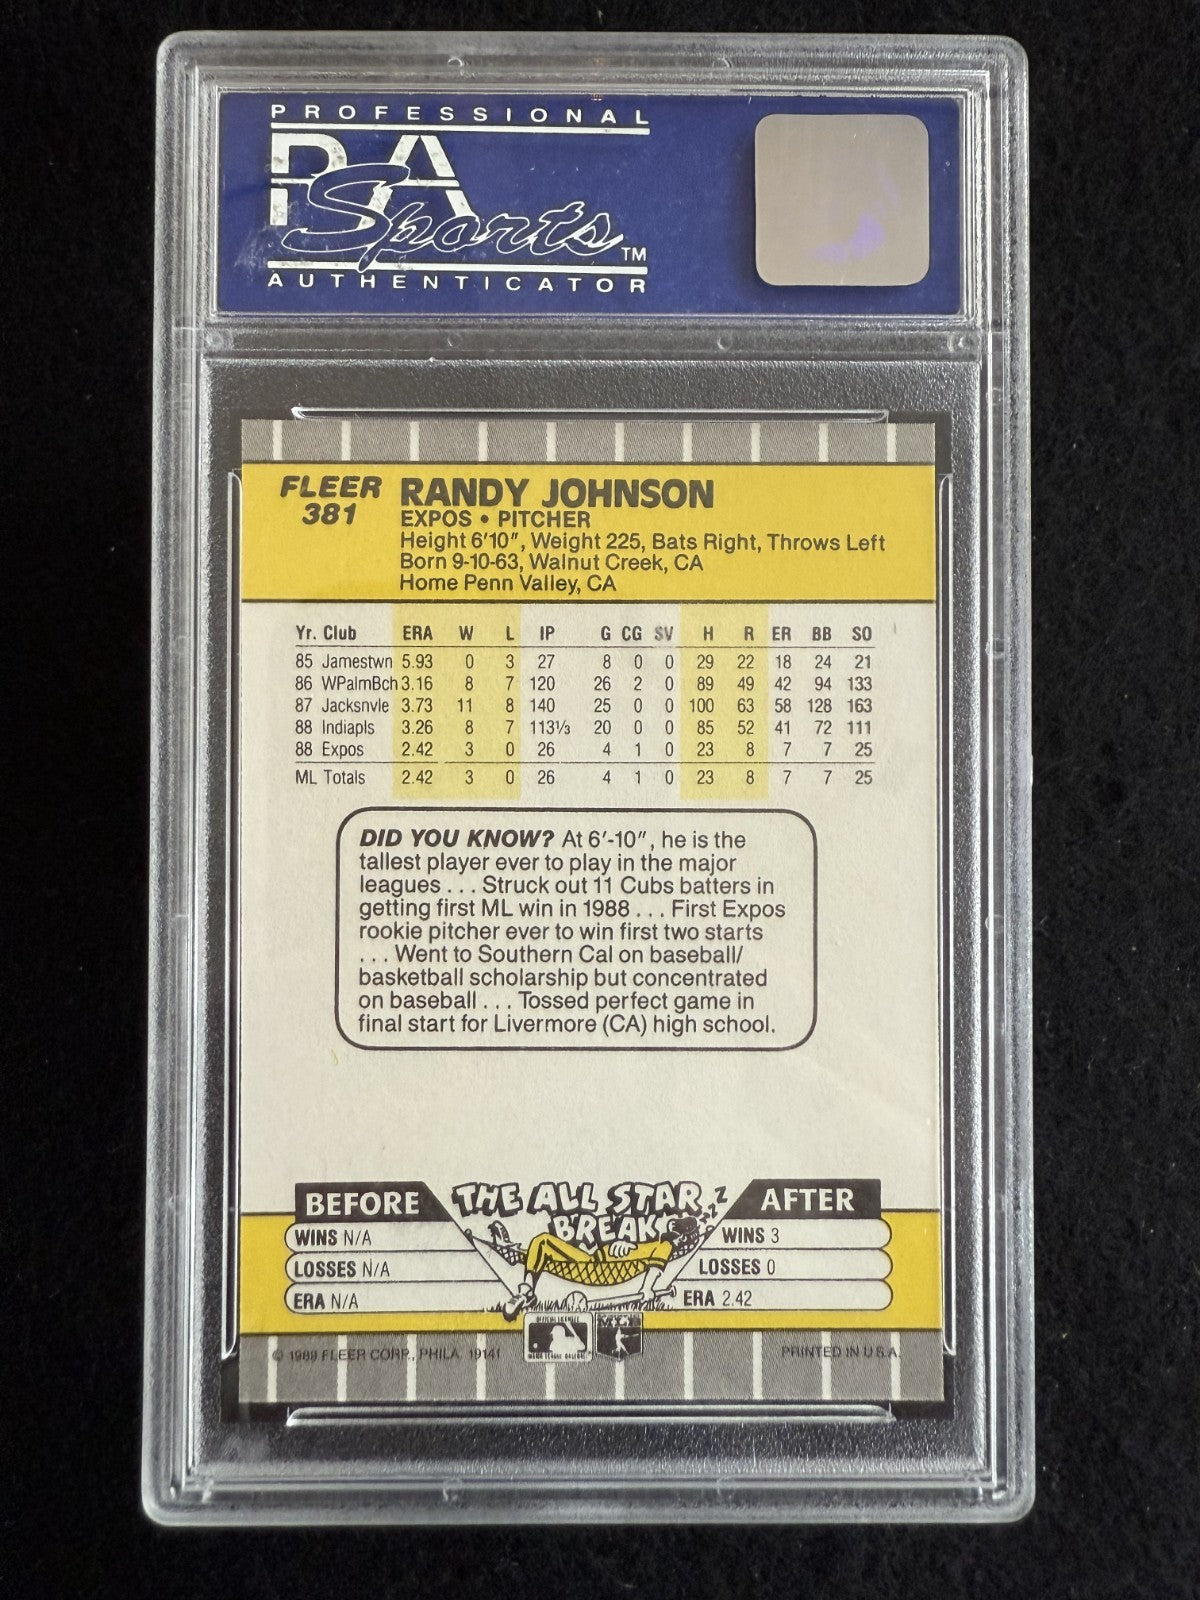 PROFESSIONAL
PSA
Sports™
AUTHENTICATOR
FLEER
381
RANDY JOHNSON
EXPOS • PITCHER
Height 6'10", Weight 225, Bats Right, Throws Left
Born 9-10-63, Walnut Creek, CA
Home Penn Valley, CA
Yr. Club ERA W L IP G CG SV H R ER BB SO
85 Jamestwn 5.93 0 3 27 8 0 0 29 22 18 24 21
86 WPalmBch 3.16 8 7 120 26 2 0 89 49 42 94 133
87 Jacksnvle 3.73 11 8 140 25 0 0 100 63 58 128 163
88 Indiapls 3.26 8 7 113⅓ 20 0 0 85 52 41 72 111
88 Expos 2.42 3 0 26 4 1 0 23 8 7 7 25
ML Totals 2.42 3 0 26 4 1 0 23 8 7 7 25
DID YOU KNOW? At 6'-10", he is the
tallest player ever to play in the major
leagues . . . Struck out 11 Cubs batters in
getting first ML win in 1988 . . . First Expos
rookie pitcher ever to win first two starts
. . . Went to Southern Cal on baseball/
basketball scholarship but concentrated
on baseball . . . Tossed perfect game in
final start for Livermore (CA) high school.
BEFORE THE ALL STAR BREAK AFTER
ZZZ
WINS N/A WINS 3
LOSSES N/A LOSSES 0
ERA N/A ERA 2.42
© 1989 FLEER CORP., PHILA. 19141 PRINTED IN U.S.A.